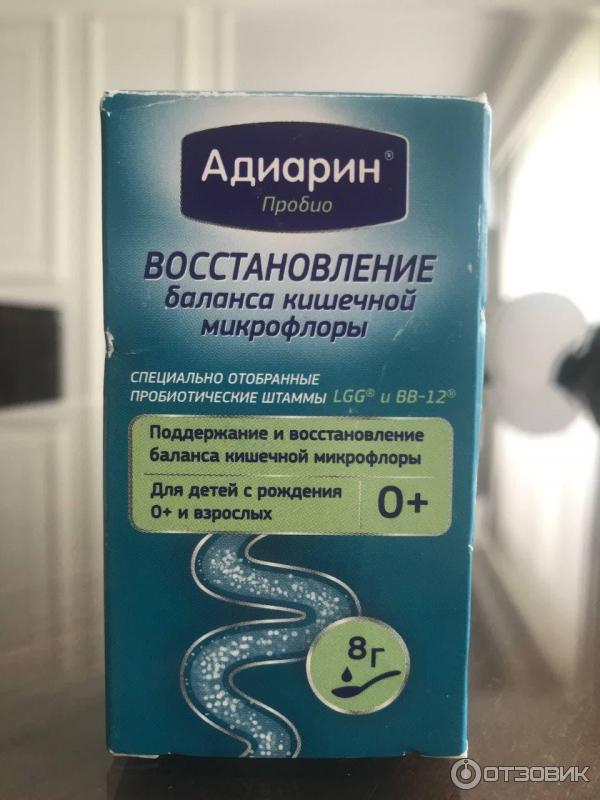 Адиарин®
Пробио
ВОССТАНОВЛЕНИЕ
баланса кишечной
микрофлоры
СПЕЦИАЛЬНО ОТОБРАННЫЕ
ПРОБИОТИЧЕСКИЕ ШТАММЫ LGG® и BB-12®
Поддержание и восстановление
баланса кишечной микрофлоры
Для детей с рождения
0+ и взрослых
0+
8 г
ОТЗОВИК